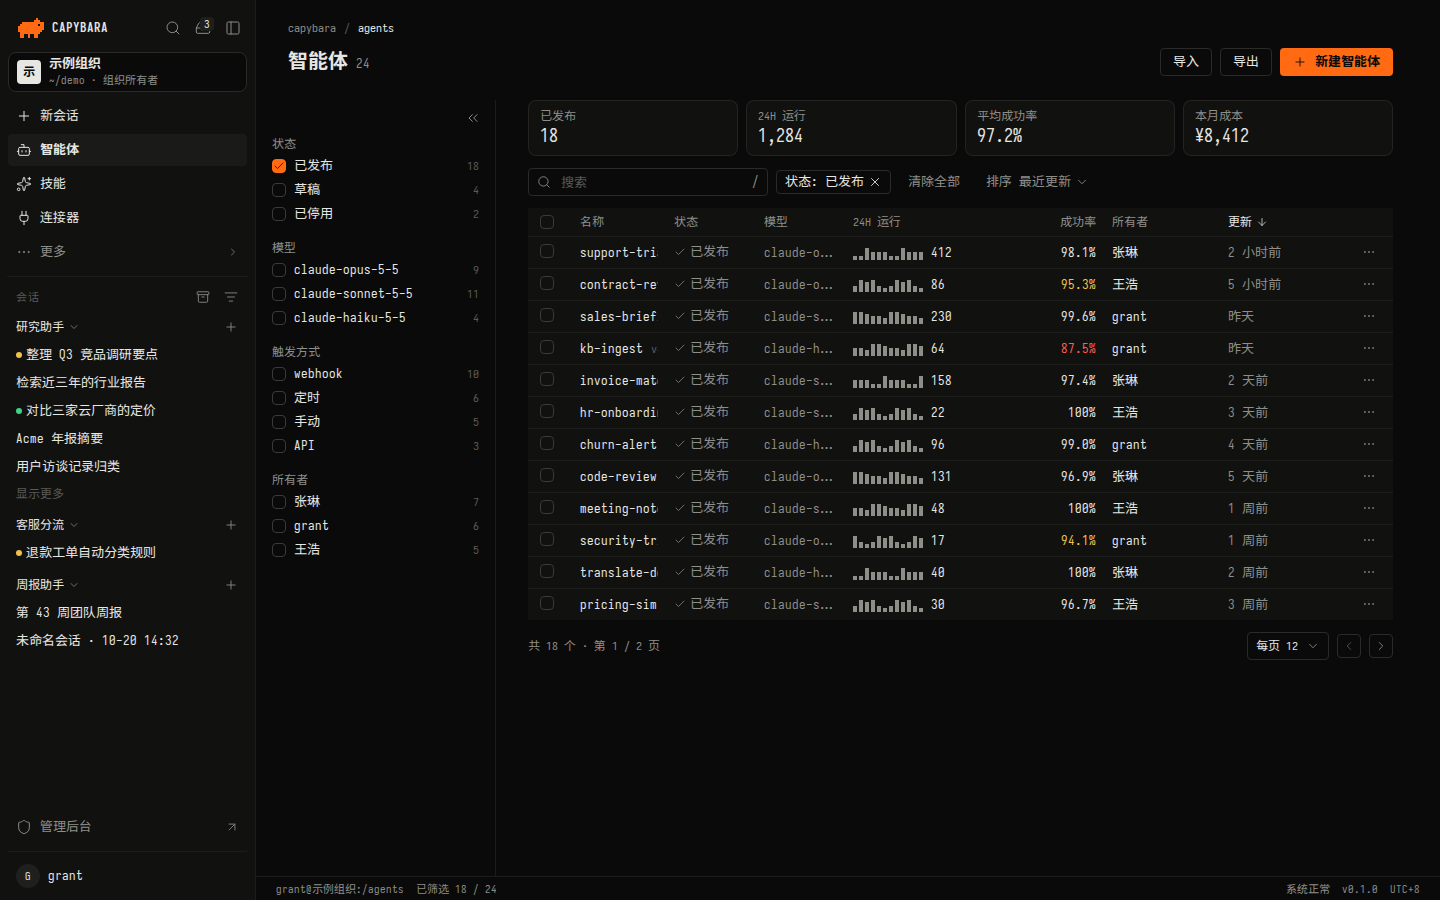 CAPYBARA
3
示
示例组织
~/demo · 组织所有者
新会话
智能体
技能
连接器
更多
会话
研究助手
整理 Q3 竞品调研要点
检索近三年的行业报告
对比三家云厂商的定价
Acme 年报摘要
用户访谈记录归类
显示更多
客服分流
退款工单自动分类规则
周报助手
第 43 周团队周报
未命名会话 · 10-20 14:32
管理后台
G grant
capybara / agents
智能体 24
导入 导出 新建智能体
状态
已发布 18
草稿 4
已停用 2
模型
claude-opus-5-5 9
claude-sonnet-5-5 11
claude-haiku-5-5 4
触发方式
webhook 10
定时 6
手动 5
API 3
所有者
张琳 7
grant 6
王浩 5
已发布
18
24H 运行
1,284
平均成功率
97.2%
本月成本
¥8,412
搜索 / 状态: 已发布 清除全部 排序 最近更新
名称 状态 模型 24H 运行 成功率 所有者 更新
support-tri 已发布 claude-o... 412 98.1% 张琳 2 小时前 ···
contract-re 已发布 claude-o... 86 95.3% 王浩 5 小时前 ···
sales-brief 已发布 claude-s... 230 99.6% grant 昨天 ···
kb-ingest v 已发布 claude-h... 64 87.5% grant 昨天 ···
invoice-mat 已发布 claude-s... 158 97.4% 张琳 2 天前 ···
hr-onboardi 已发布 claude-s... 22 100% 王浩 3 天前 ···
churn-alert 已发布 claude-h... 96 99.0% grant 4 天前 ···
code-review 已发布 claude-o... 131 96.9% 张琳 5 天前 ···
meeting-not 已发布 claude-s... 48 100% 王浩 1 周前 ···
security-tr 已发布 claude-o... 17 94.1% grant 1 周前 ···
translate-d 已发布 claude-h... 40 100% 张琳 2 周前 ···
pricing-sim 已发布 claude-s... 30 96.7% 王浩 3 周前 ···
共 18 个 · 第 1 / 2 页
每页 12
grant@示例组织:/agents 已筛选 18 / 24
系统正常 v0.1.0 UTC+8